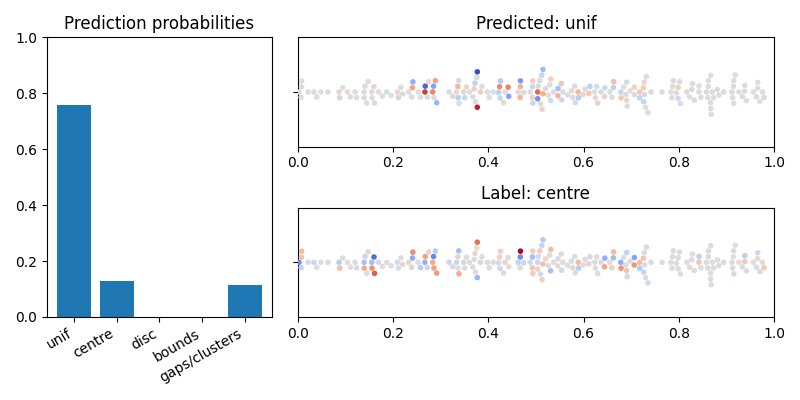 Prediction probabilities
1.0
0.8
0.6
0.4
0.2
0.0
unif
centre
disc
bounds
gaps/clusters
Predicted: unif
0.0 0.2 0.4 0.6 0.8 1.0
Label: centre
0.0 0.2 0.4 0.6 0.8 1.0